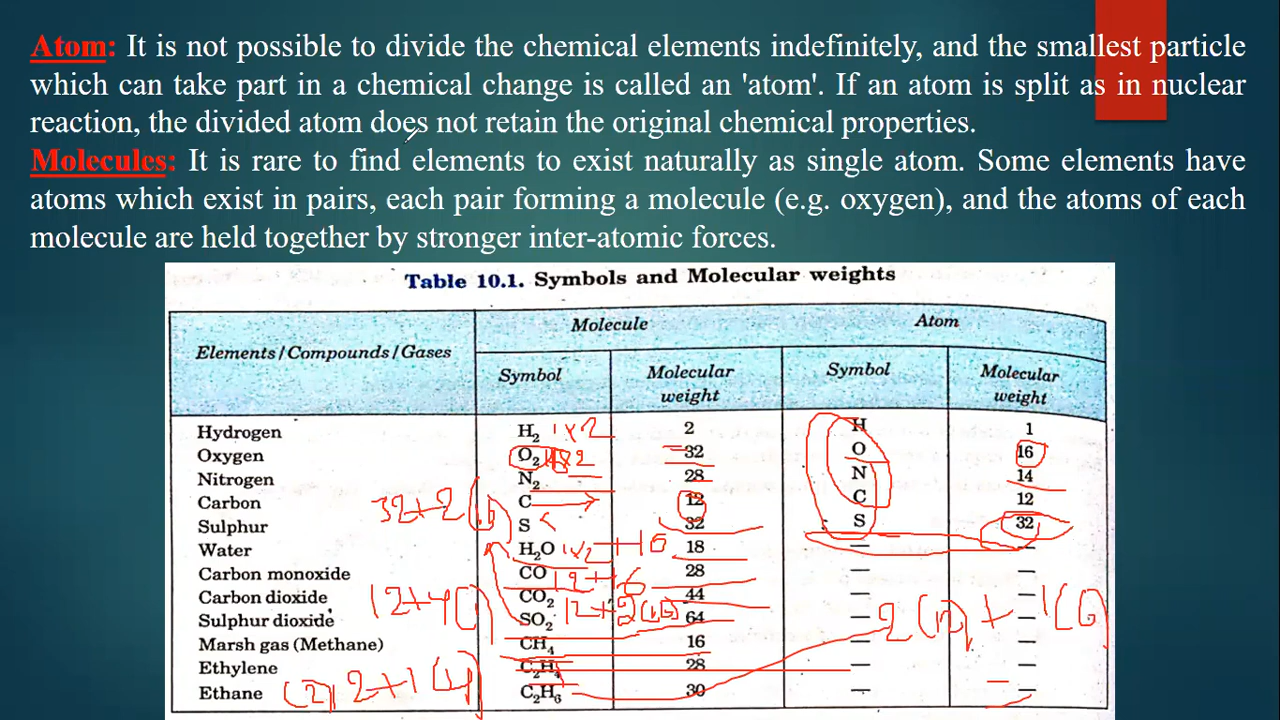 Atom: It is not possible to divide the chemical elements indefinitely, and the smallest particle
which can take part in a chemical change is called an 'atom'. If an atom is split as in nuclear
reaction, the divided atom does not retain the original chemical properties.
Molecules: It is rare to find elements to exist naturally as single atom. Some elements have
atoms which exist in pairs, each pair forming a molecule (e.g. oxygen), and the atoms of each
molecule are held together by stronger inter-atomic forces.
Table 10.1. Symbols and Molecular weights
Elements/Compounds/Gases Molecule Atom
Symbol Molecular weight Symbol Molecular weight
Hydrogen H₂ 1×2 2 H 1
Oxygen O₂ 32 O 16
Nitrogen N₂ 28 N 14
Carbon C 12 C 12
Sulphur 32+2(16) S 32 S 32
Water H₂O 1×2+16 18 — —
Carbon monoxide CO 12+16 28 — —
Carbon dioxide 12+4( CO₂ 12+2(16) 44 — —
Sulphur dioxide SO₂ 64 — — 2(12)+1(6)
Marsh gas (Methane) CH₄ 16 — —
Ethylene C₂H₄ 28 — —
Ethane C₂H₆ 30 — —